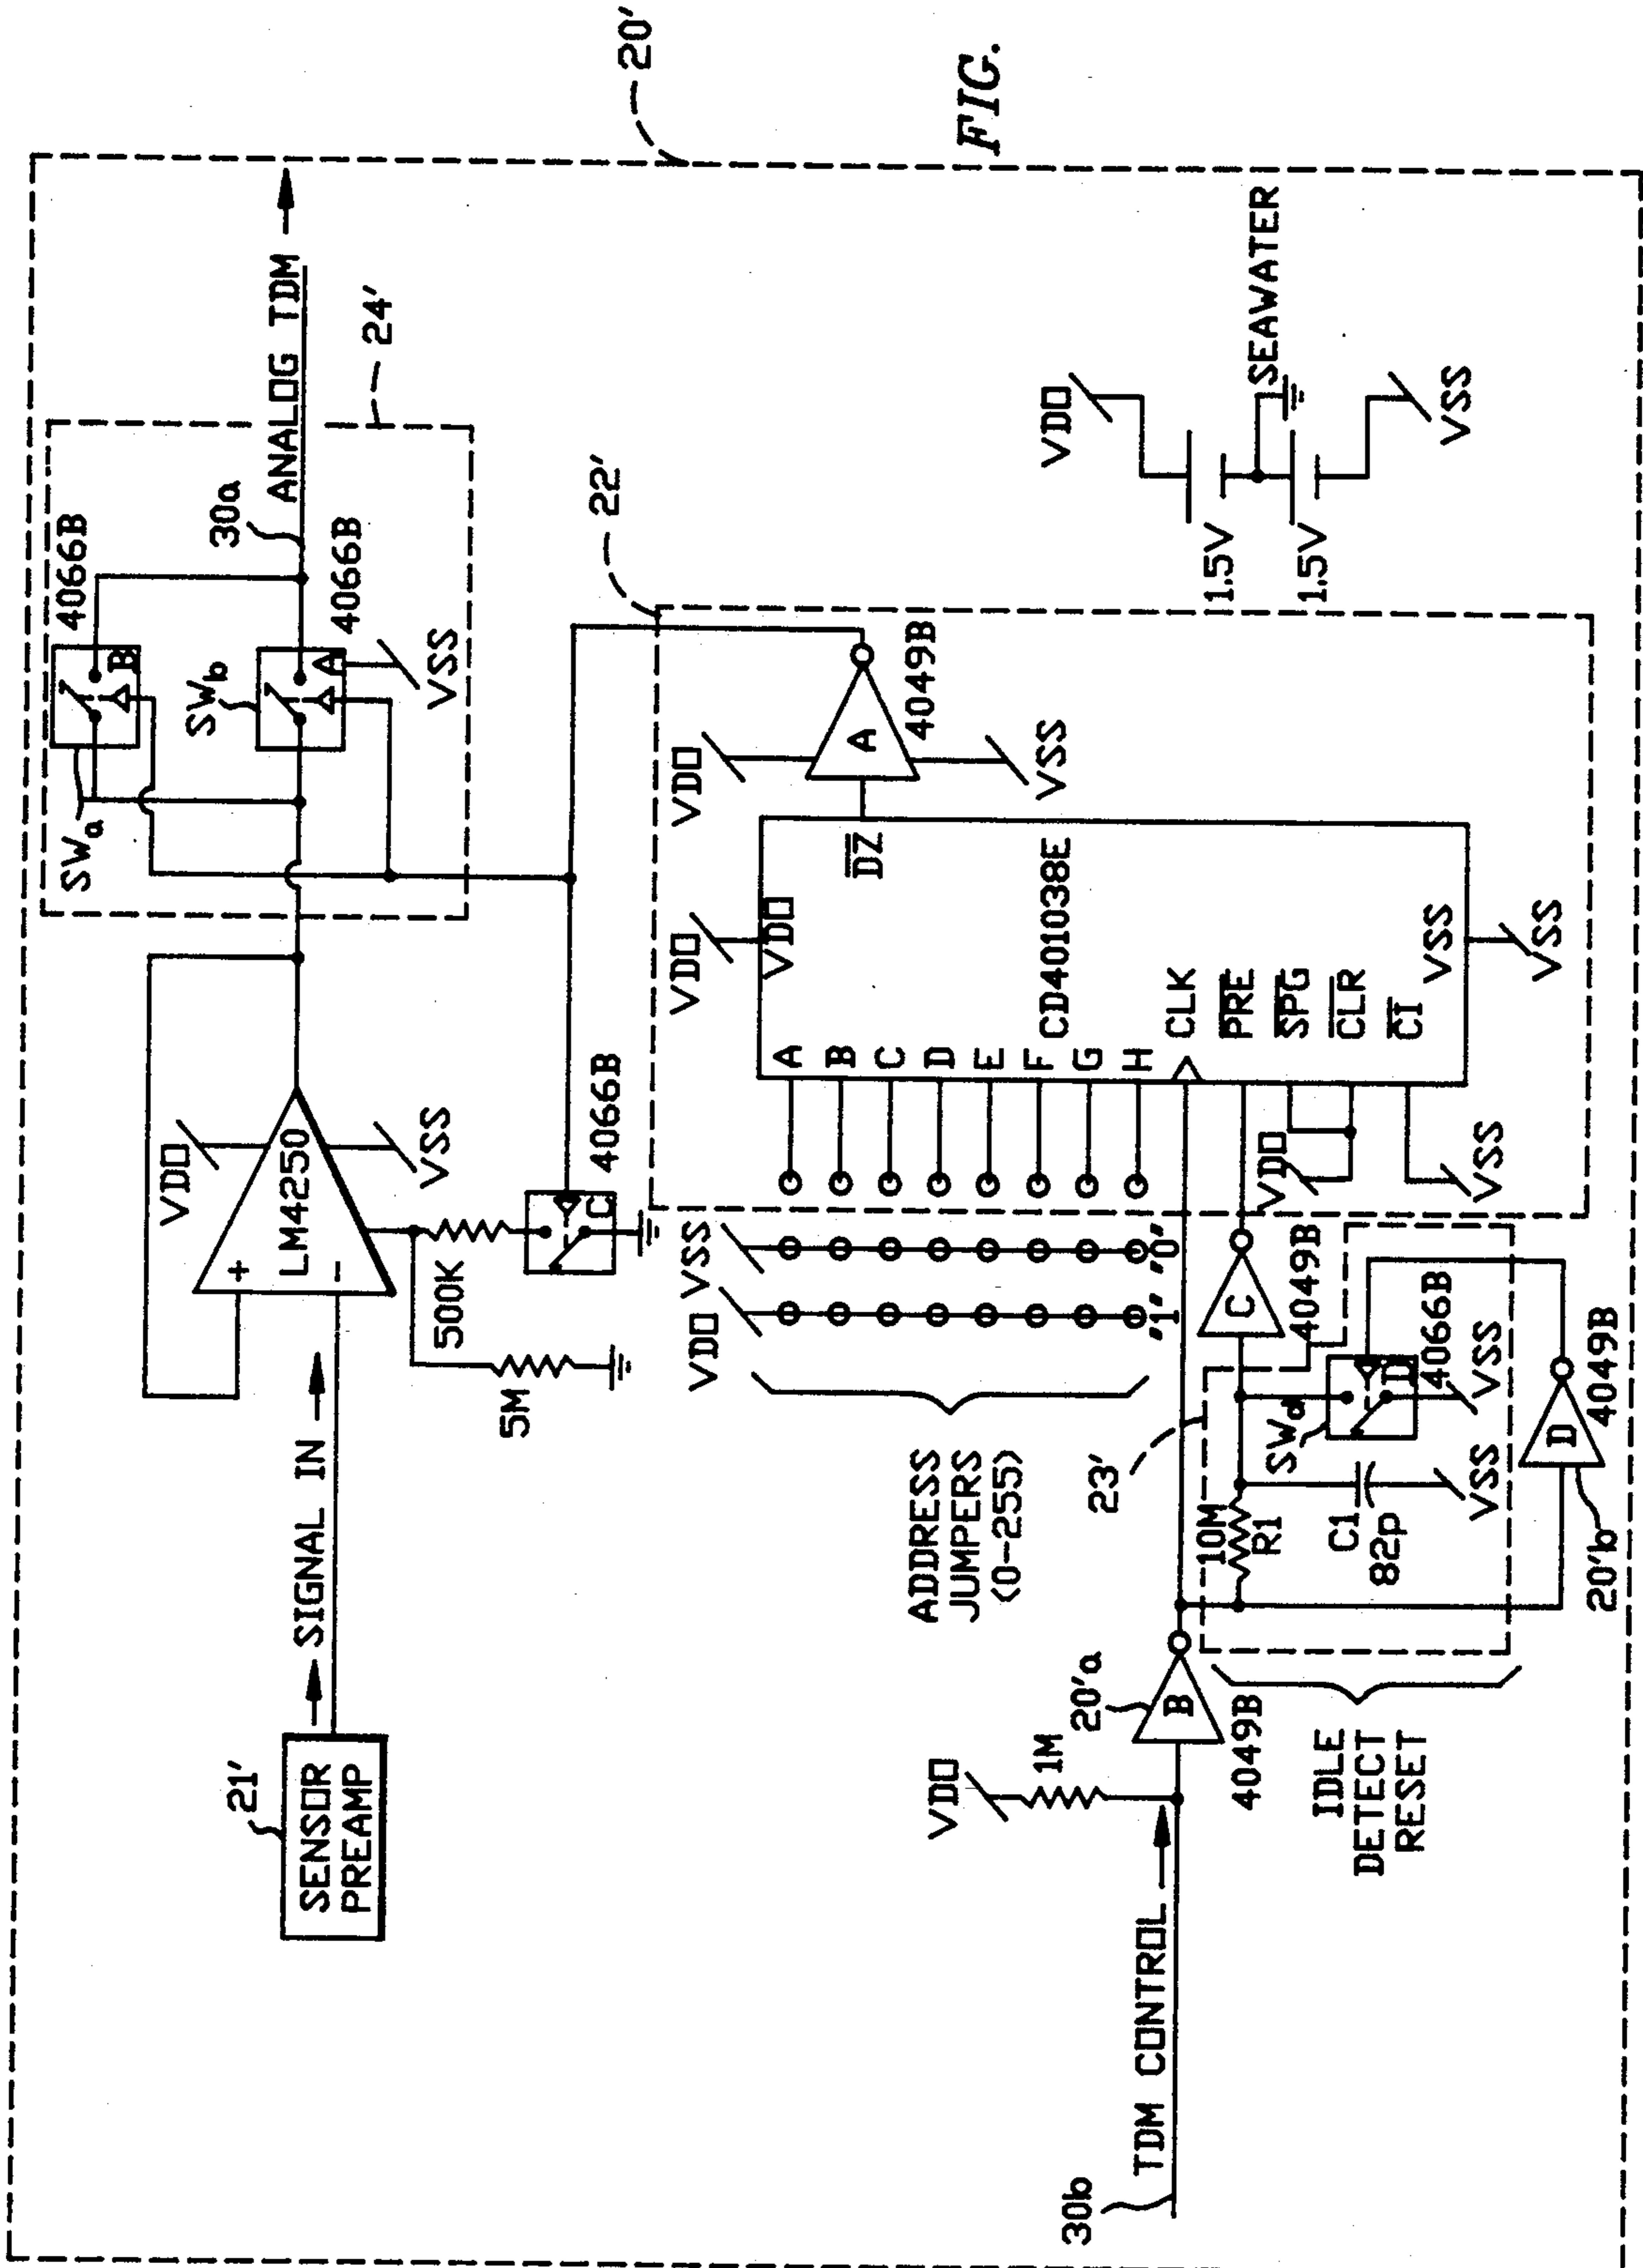 20'
FIG.
21'
SENSOR
PREAMP
SIGNAL IN
+
-
LM4250
VDD
VSS
5M
500K
4066B
C
SWa
4066B
B
SWb
A
4066B
VSS
30a
ANALOG TDM
24'
22'
VDD
VSS
"1"
"0"
ADDRESS
JUMPERS
(0-255)
A
B
C
D
E
F
G
H
CD40103BE
VDD
VDD
DZ
CLK
PRE
SPG
CLR
CI
VSS
VSS
VDD
VSS
VDD
A
4049B
VSS
VDD
1.5V
1.5V
SEAWATER
VSS
30b
TDM CONTROL
VDD
1M
20'a
B
4049B
23'
10M
R1
C1
82p
VSS
SWd
D
4066B
VSS
C
4049B
D
4049B
20'b
IDLE
DETECT
RESET